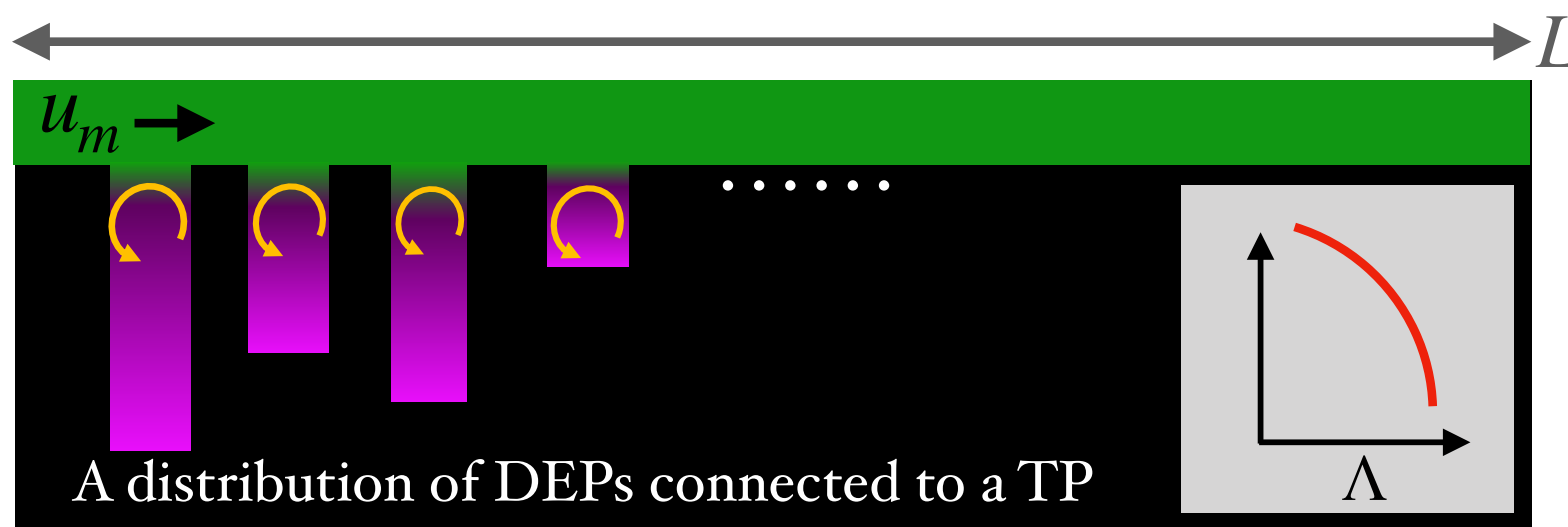 L
u_m
Λ
A distribution of DEPs connected to a TP